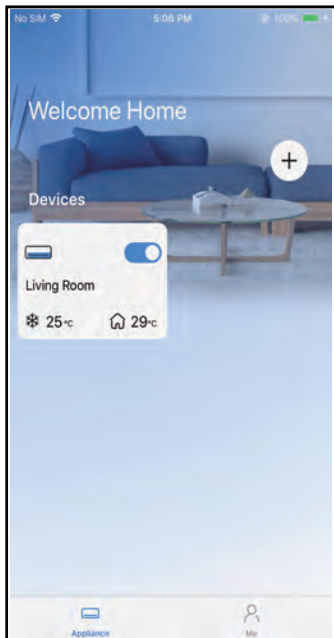 No SIM 5:06 PM 100%
Welcome Home
+
Devices
Living Room
25°C 29°C
Appliance Me